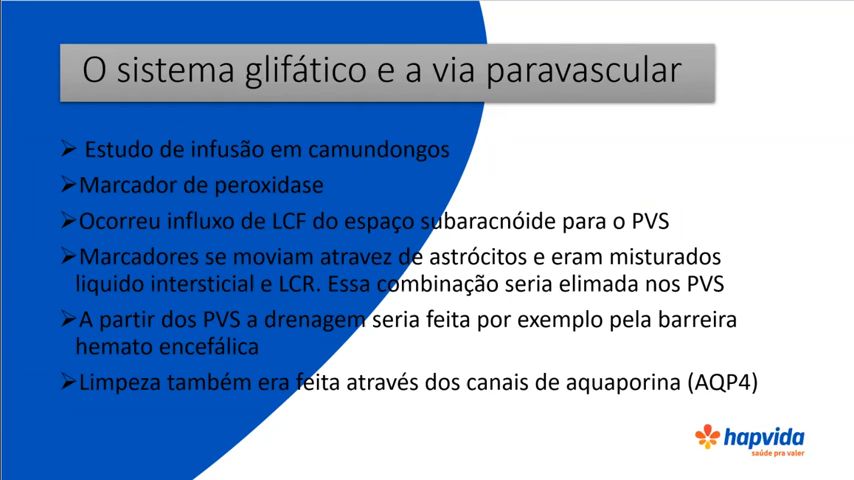 O sistema glifático e a via paravascular
➢ Estudo de infusão em camundongos
➢Marcador de peroxidase
➢Ocorreu influxo de LCF do espaço subaracnóide para o PVS
➢Marcadores se moviam atravez de astrócitos e eram misturados
liquido intersticial e LCR. Essa combinação seria elimada nos PVS
➢A partir dos PVS a drenagem seria feita por exemplo pela barreira
hemato encefálica
➢Limpeza também era feita através dos canais de aquaporina (AQP4)
hapvida
saúde pra valer